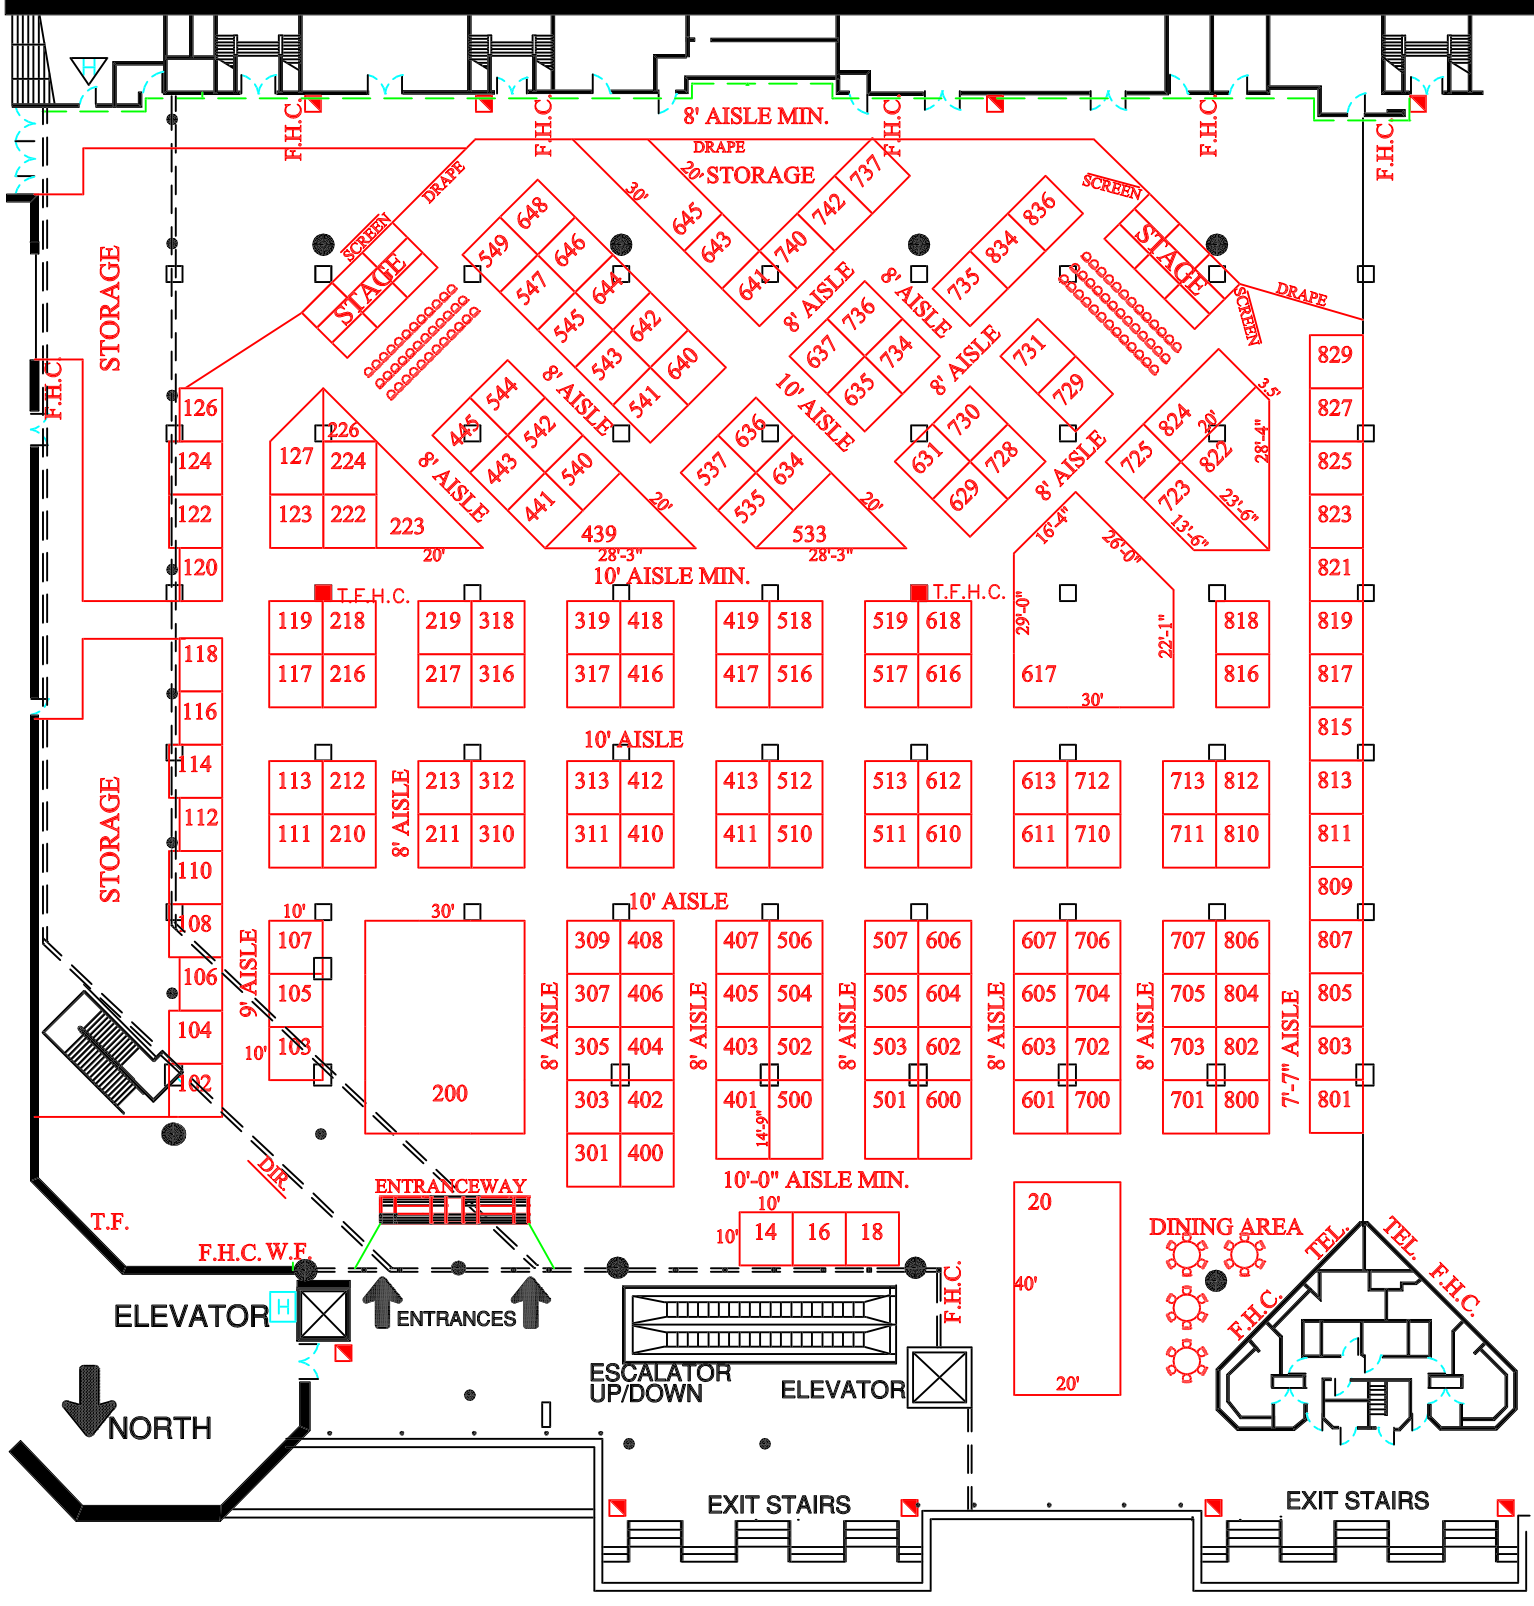 H
F.H.C.
F.H.C.
8' AISLE MIN.
F.H.C.
F.H.C.
F.H.C.
DRAPE
STORAGE
20'
30'
DRAPE
SCREEN
STAGE
SCREEN
STAGE
SCREEN
DRAPE
STORAGE
F.H.C.
549 648
547 646
545 644
543 642
541 640
645
643
641
740
742
737
735
834
836
8' AISLE
8' AISLE
8' AISLE
637 736
635 734
10' AISLE
731
729
8' AISLE
445 544
443 542
441 540
439
20'
28'-3"
8' AISLE
537 636
535 634
533
20'
28'-3"
631 730
629 728
8' AISLE
725 824
723 822
20'
3.5'
28'-4"
23'-6"
13'-6"
829
827
825
823
821
819
817
815
813
811
809
807
805
803
801
126
124
122
120
118
116
114
112
110
108
106
104
102
226
127 224
123 222
223
20'
10' AISLE MIN.
T.F.H.C.
T.F.H.C.
119 218
117 216
219 318
217 316
319 418
317 416
419 518
417 516
519 618
517 616
16'-4"
26'-0"
29'-0"
22'-1"
617
30'
818
816
10' AISLE
STORAGE
8' AISLE
113 212
111 210
213 312
211 310
313 412
311 410
413 512
411 510
513 612
511 610
613 712
611 710
713 812
711 810
10' AISLE
10'
30'
9' AISLE
107
105
103
10'
200
8' AISLE
309 408
307 406
305 404
303 402
301 400
8' AISLE
407 506
405 504
403 502
401 500
14'-9"
8' AISLE
507 606
505 604
503 602
501 600
8' AISLE
607 706
605 704
603 702
601 700
8' AISLE
707 806
705 804
703 802
701 800
7'-7" AISLE
DIR.
ENTRANCEWAY
10'-0" AISLE MIN.
10'
10'
14 16 18
20
40'
20'
DINING AREA
TEL.
TEL.
F.H.C.
F.H.C.
T.F.
F.H.C. W.F.
F.H.C.
ELEVATOR
H
ENTRANCES
ESCALATOR
UP/DOWN
ELEVATOR
NORTH
EXIT STAIRS
EXIT STAIRS